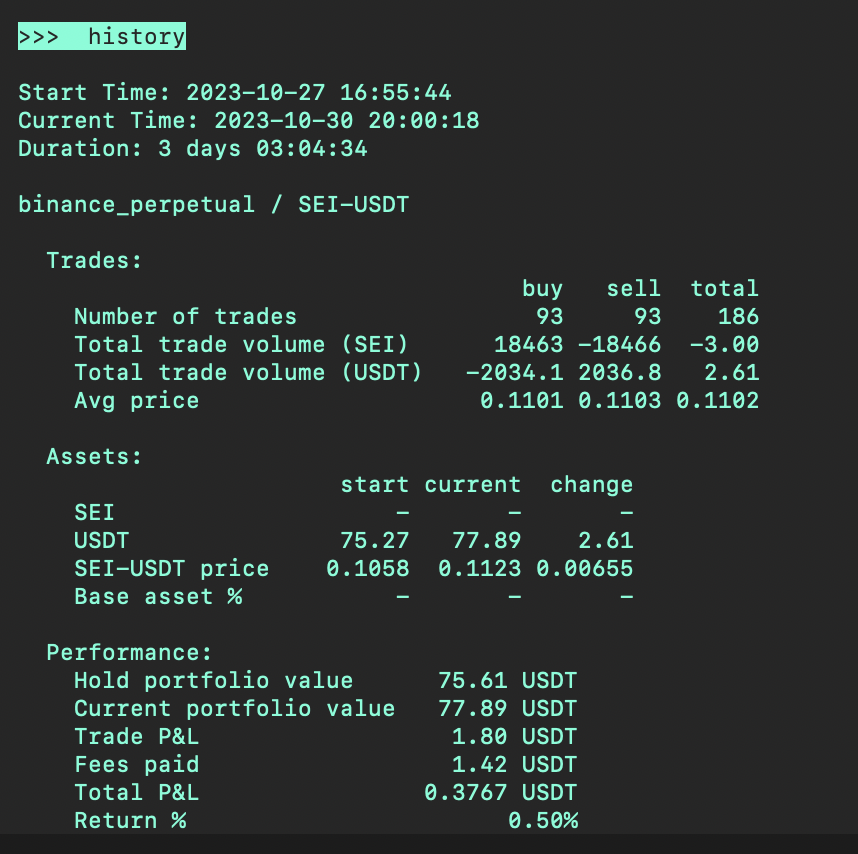 >>>  history
Start Time: 2023-10-27 16:55:44
Current Time: 2023-10-30 20:00:18
Duration: 3 days 03:04:34
binance_perpetual / SEI-USDT
Trades:
buy sell total
Number of trades 93 93 186
Total trade volume (SEI) 18463 -18466 -3.00
Total trade volume (USDT) -2034.1 2036.8 2.61
Avg price 0.1101 0.1103 0.1102
Assets:
start current change
SEI - - -
USDT 75.27 77.89 2.61
SEI-USDT price 0.1058 0.1123 0.00655
Base asset % - - -
Performance:
Hold portfolio value 75.61 USDT
Current portfolio value 77.89 USDT
Trade P&L 1.80 USDT
Fees paid 1.42 USDT
Total P&L 0.3767 USDT
Return % 0.50%